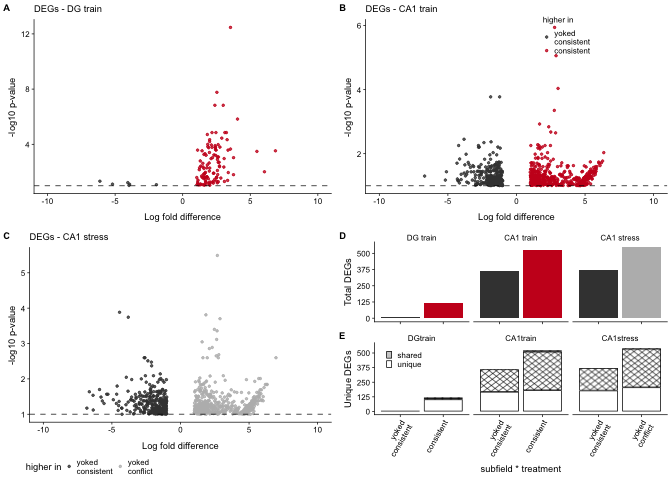 A
DEGs - DG train
-log10 p-value
12
8
4
-10
-5
0
5
10
Log fold difference
B
DEGs - CA1 train
higher in
yoked
consistent
consistent
-log10 p-value
6
4
2
-10
-5
0
5
10
Log fold difference
C
DEGs - CA1 stress
-log10 p-value
5
4
3
2
1
-10
-5
0
5
10
Log fold difference
higher in
yoked
consistent
yoked
conflict
D
DG train
CA1 train
CA1 stress
Total DEGs
500
375
250
125
0
E
DGtrain
CA1train
CA1stress
shared
unique
Unique DEGs
500
375
250
125
0
yoked
consistent
consistent
yoked
consistent
consistent
yoked
consistent
yoked
conflict
subfield * treatment